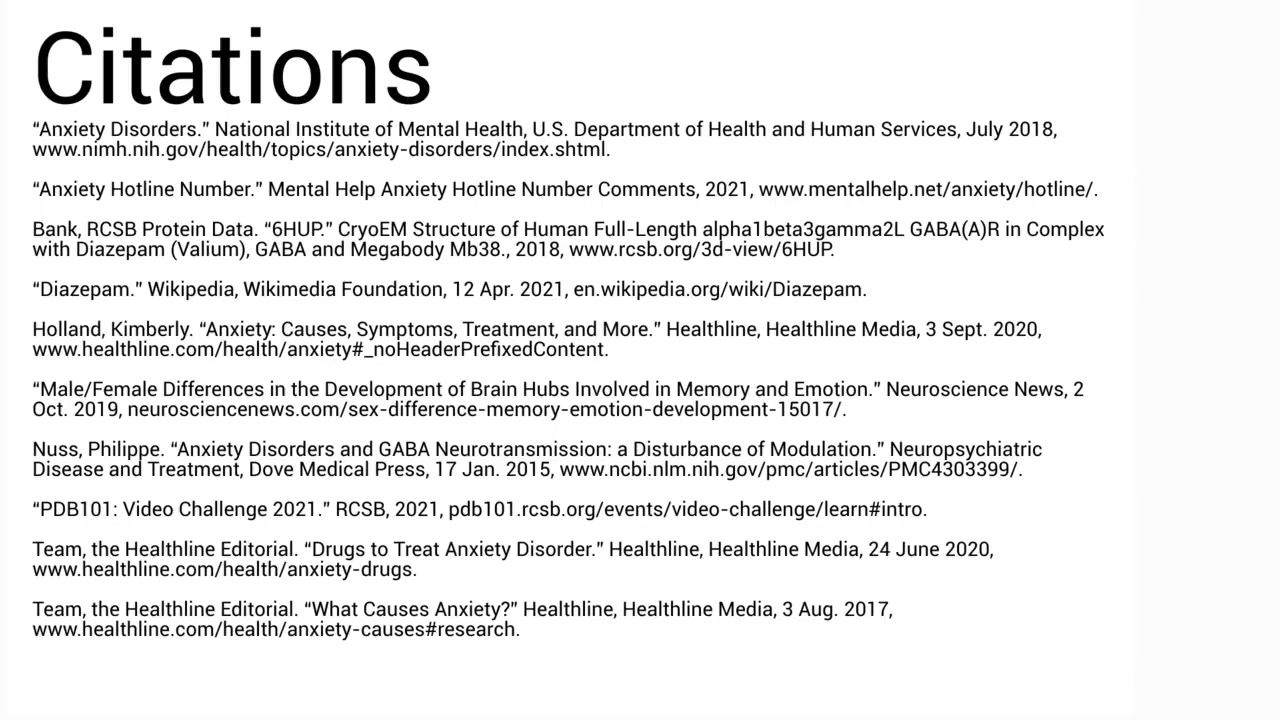 Citations
“Anxiety Disorders.” National Institute of Mental Health, U.S. Department of Health and Human Services, July 2018,
www.nimh.nih.gov/health/topics/anxiety-disorders/index.shtml.
“Anxiety Hotline Number.” Mental Help Anxiety Hotline Number Comments, 2021, www.mentalhelp.net/anxiety/hotline/.
Bank, RCSB Protein Data. “6HUP.” CryoEM Structure of Human Full-Length alpha1beta3gamma2L GABA(A)R in Complex
with Diazepam (Valium), GABA and Megabody Mb38., 2018, www.rcsb.org/3d-view/6HUP.
“Diazepam.” Wikipedia, Wikimedia Foundation, 12 Apr. 2021, en.wikipedia.org/wiki/Diazepam.
Holland, Kimberly. “Anxiety: Causes, Symptoms, Treatment, and More.” Healthline, Healthline Media, 3 Sept. 2020,
www.healthline.com/health/anxiety#_noHeaderPrefixedContent.
“Male/Female Differences in the Development of Brain Hubs Involved in Memory and Emotion.” Neuroscience News, 2
Oct. 2019, neurosciencenews.com/sex-difference-memory-emotion-development-15017/.
Nuss, Philippe. “Anxiety Disorders and GABA Neurotransmission: a Disturbance of Modulation.” Neuropsychiatric
Disease and Treatment, Dove Medical Press, 17 Jan. 2015, www.ncbi.nlm.nih.gov/pmc/articles/PMC4303399/.
“PDB101: Video Challenge 2021.” RCSB, 2021, pdb101.rcsb.org/events/video-challenge/learn#intro.
Team, the Healthline Editorial. “Drugs to Treat Anxiety Disorder.” Healthline, Healthline Media, 24 June 2020,
www.healthline.com/health/anxiety-drugs.
Team, the Healthline Editorial. “What Causes Anxiety?” Healthline, Healthline Media, 3 Aug. 2017,
www.healthline.com/health/anxiety-causes#research.